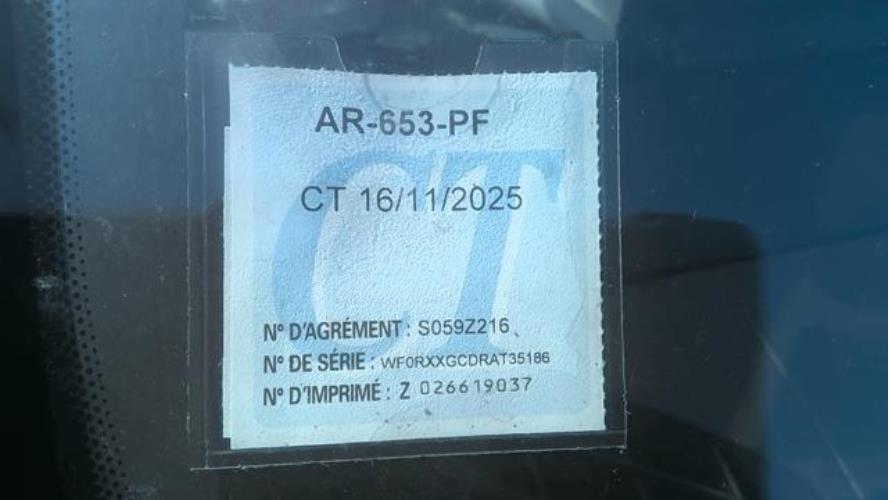 AR-653-PF
CT 16/11/2025
N° D'AGRÉMENT : S059Z216
N° DE SÉRIE : WF0RXXGCDRAT35186
N° D'IMPRIMÉ : Z 026619037
CT